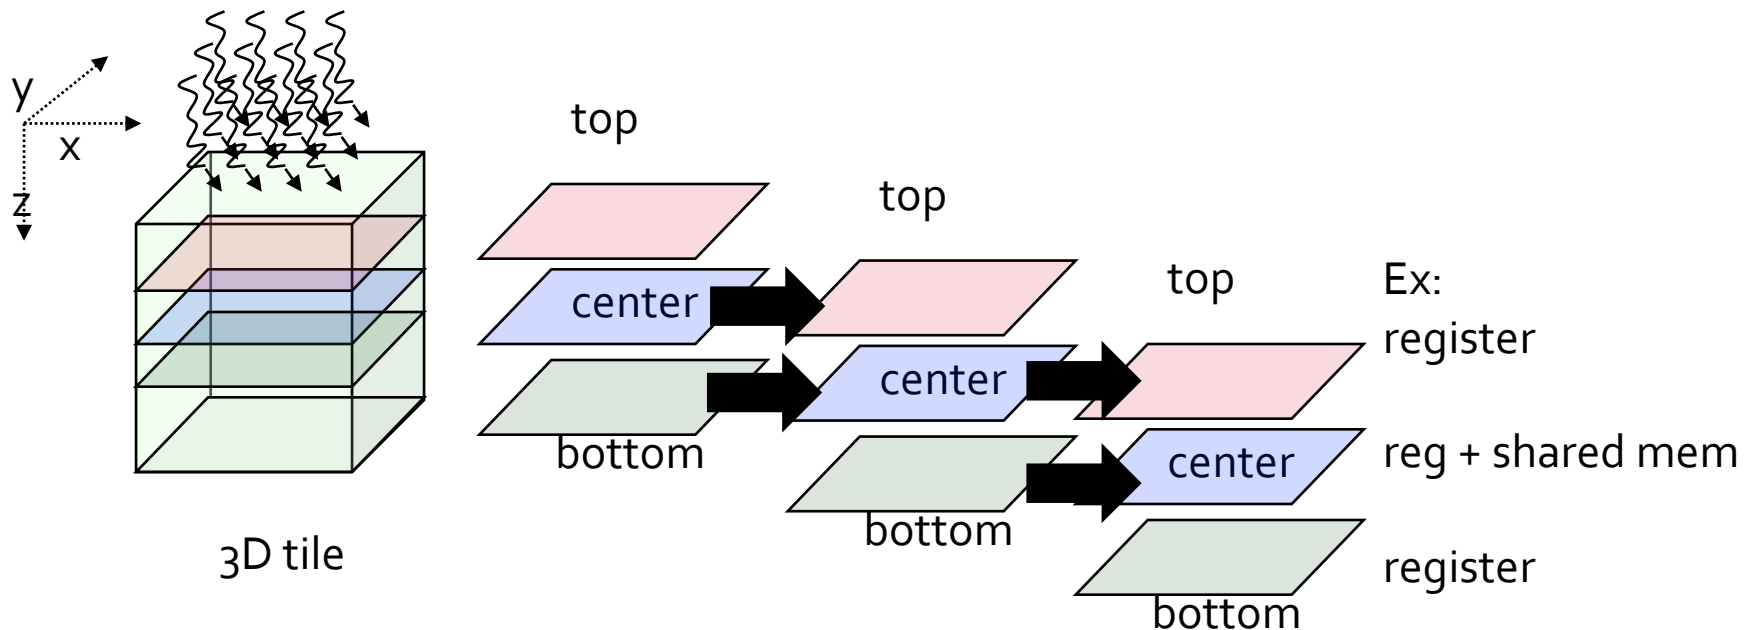 y
x
z
3D tile
top
center
bottom
top
center
bottom
top
center
bottom
Ex:
register
reg + shared mem
register